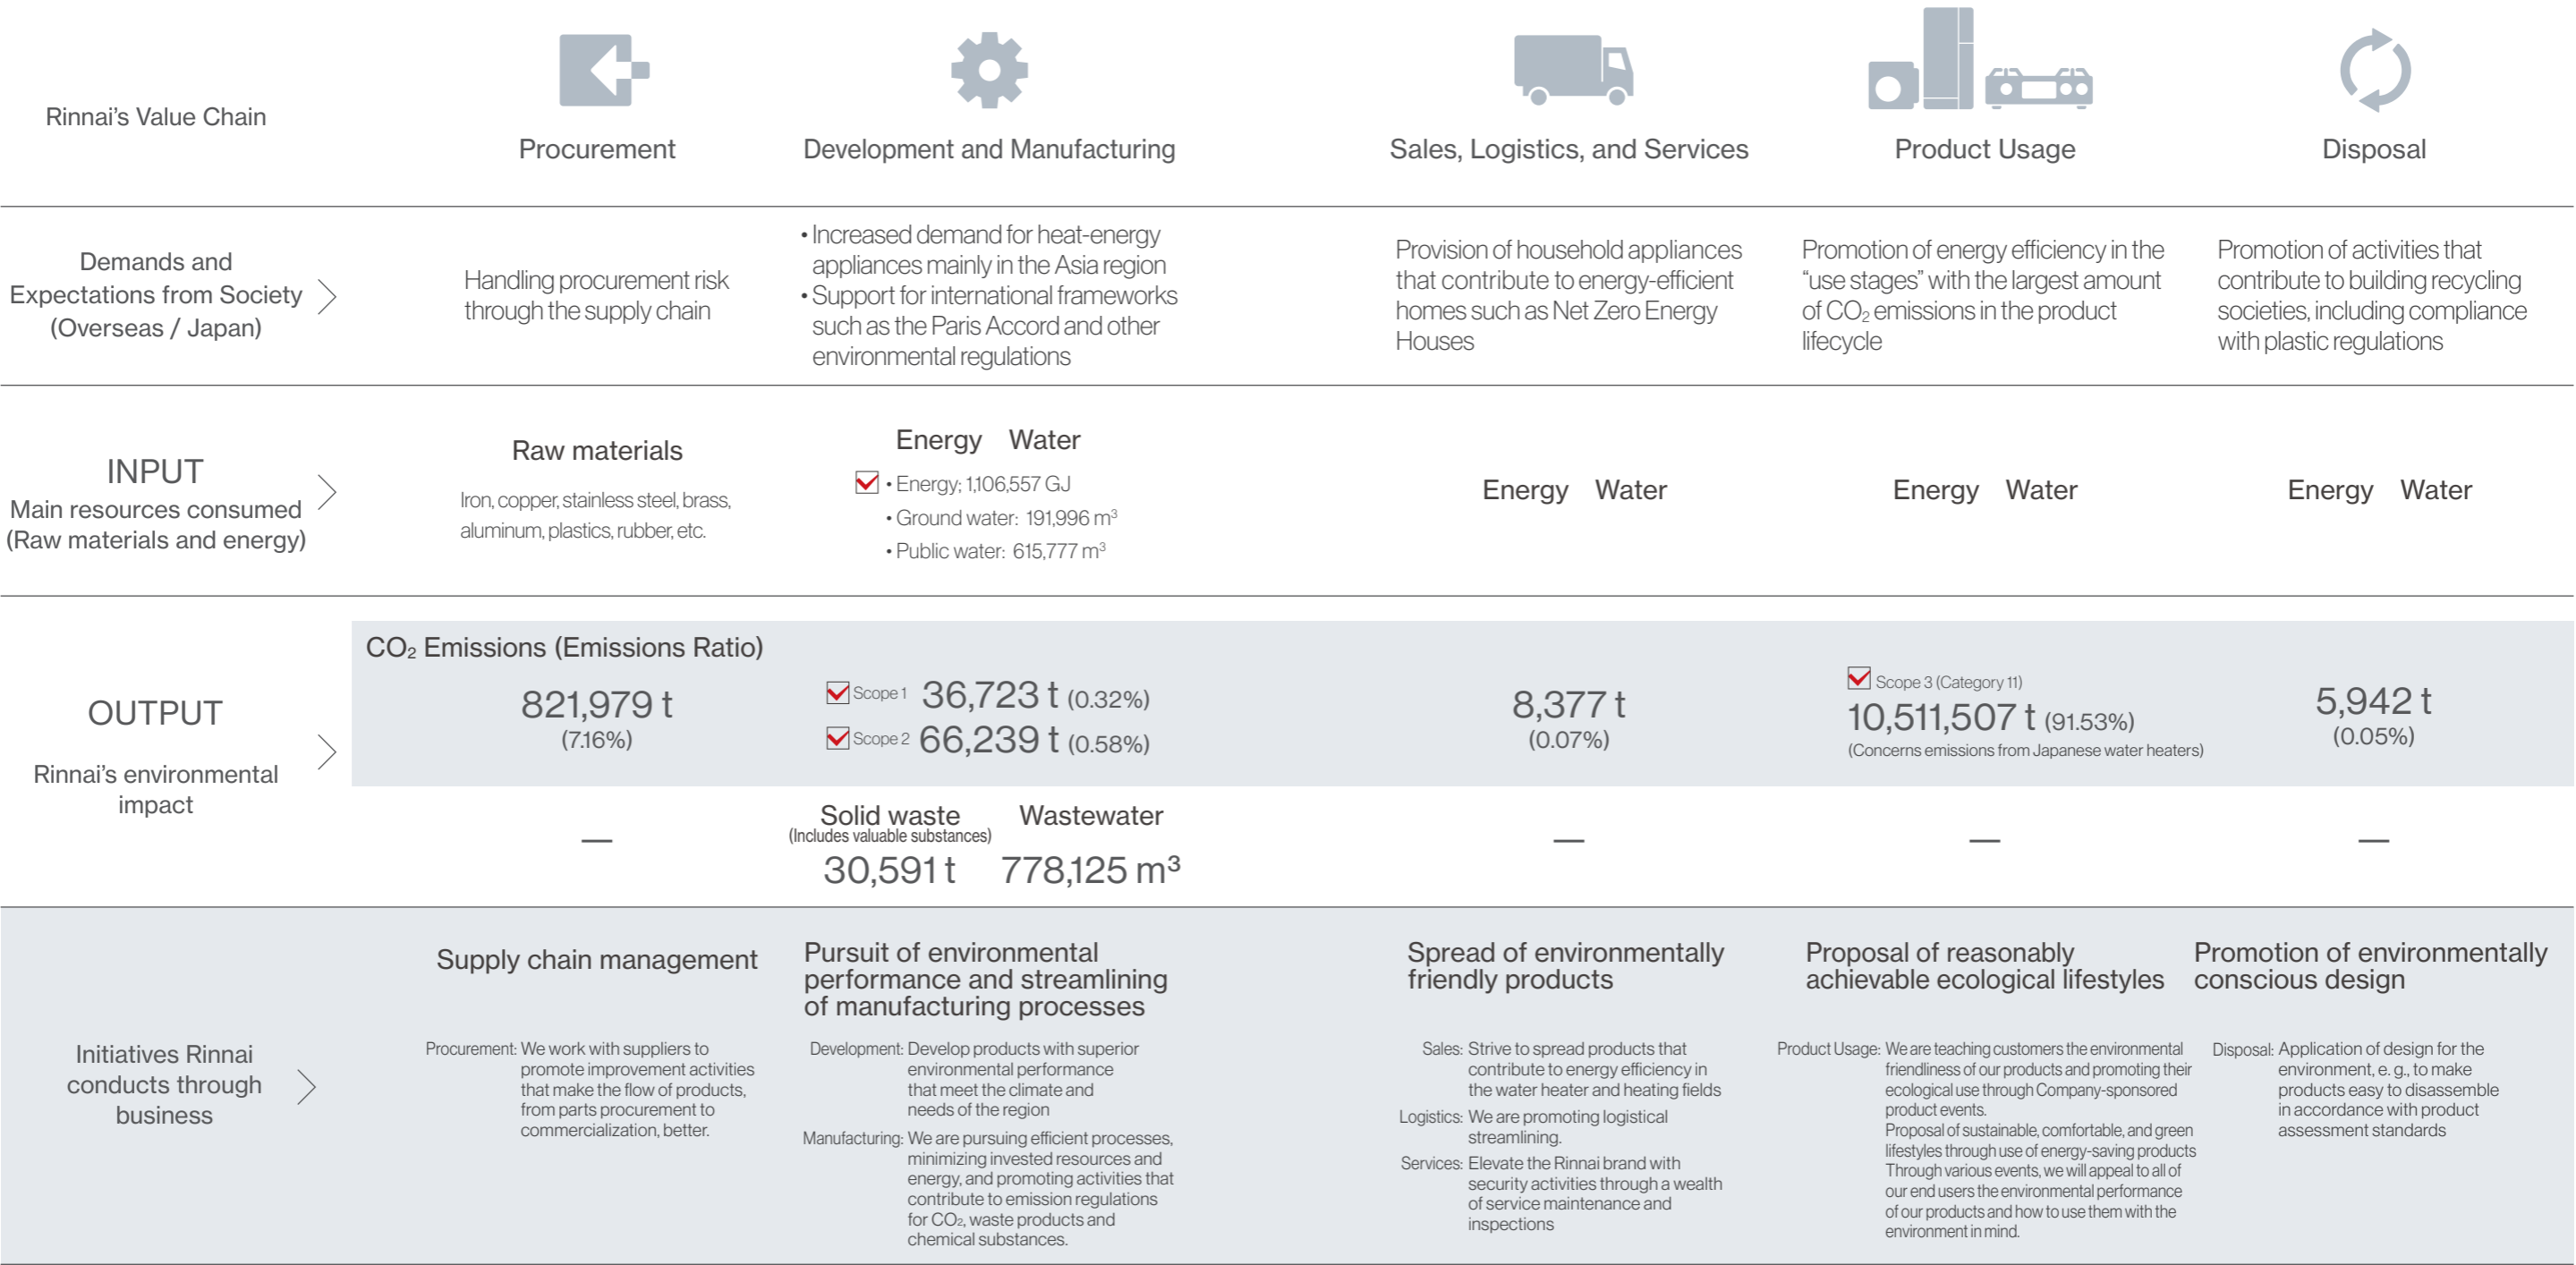 Rinnai’s Value Chain
Procurement
Development and Manufacturing
Sales, Logistics, and Services
Product Usage
Disposal
Demands and
Expectations from Society
(Overseas / Japan)
Handling procurement risk
through the supply chain
• Increased demand for heat-energy
appliances mainly in the Asia region
• Support for international frameworks
such as the Paris Accord and other
environmental regulations
Provision of household appliances
that contribute to energy-efficient
homes such as Net Zero Energy
Houses
Promotion of energy efficiency in the
“use stages” with the largest amount
of CO₂ emissions in the product
lifecycle
Promotion of activities that
contribute to building recycling
societies, including compliance
with plastic regulations
INPUT
Main resources consumed
(Raw materials and energy)
Raw materials
Iron, copper, stainless steel, brass,
aluminum, plastics, rubber, etc.
Energy Water
• Energy; 1,106,557 GJ
• Ground water: 191,996 m³
• Public water: 615,777 m³
Energy Water
Energy Water
Energy Water
OUTPUT
Rinnai’s environmental
impact
CO₂ Emissions (Emissions Ratio)
821,979 t
(7.16%)
Scope 1 36,723 t (0.32%)
Scope 2 66,239 t (0.58%)
8,377 t
(0.07%)
Scope 3 (Category 11)
10,511,507 t (91.53%)
(Concerns emissions from Japanese water heaters)
5,942 t
(0.05%)
—
Solid waste
(Includes valuable substances)
30,591 t
Wastewater
778,125 m³
—
—
—
Initiatives Rinnai
conducts through
business
Supply chain management
Procurement: We work with suppliers to
promote improvement activities
that make the flow of products,
from parts procurement to
commercialization, better.
Pursuit of environmental
performance and streamlining
of manufacturing processes
Development: Develop products with superior
environmental performance
that meet the climate and
needs of the region
Manufacturing: We are pursuing efficient processes,
minimizing invested resources and
energy, and promoting activities that
contribute to emission regulations
for CO₂, waste products and
chemical substances.
Spread of environmentally
friendly products
Sales: Strive to spread products that
contribute to energy efficiency in
the water heater and heating fields
Logistics: We are promoting logistical
streamlining.
Services: Elevate the Rinnai brand with
security activities through a wealth
of service maintenance and
inspections
Proposal of reasonably
achievable ecological lifestyles
Product Usage: We are teaching customers the environmental
friendliness of our products and promoting their
ecological use through Company-sponsored
product events.
Proposal of sustainable, comfortable, and green
lifestyles through use of energy-saving products
Through various events, we will appeal to all of
our end users the environmental performance
of our products and how to use them with the
environment in mind.
Promotion of environmentally
conscious design
Disposal: Application of design for the
environment, e. g., to make
products easy to disassemble
in accordance with product
assessment standards